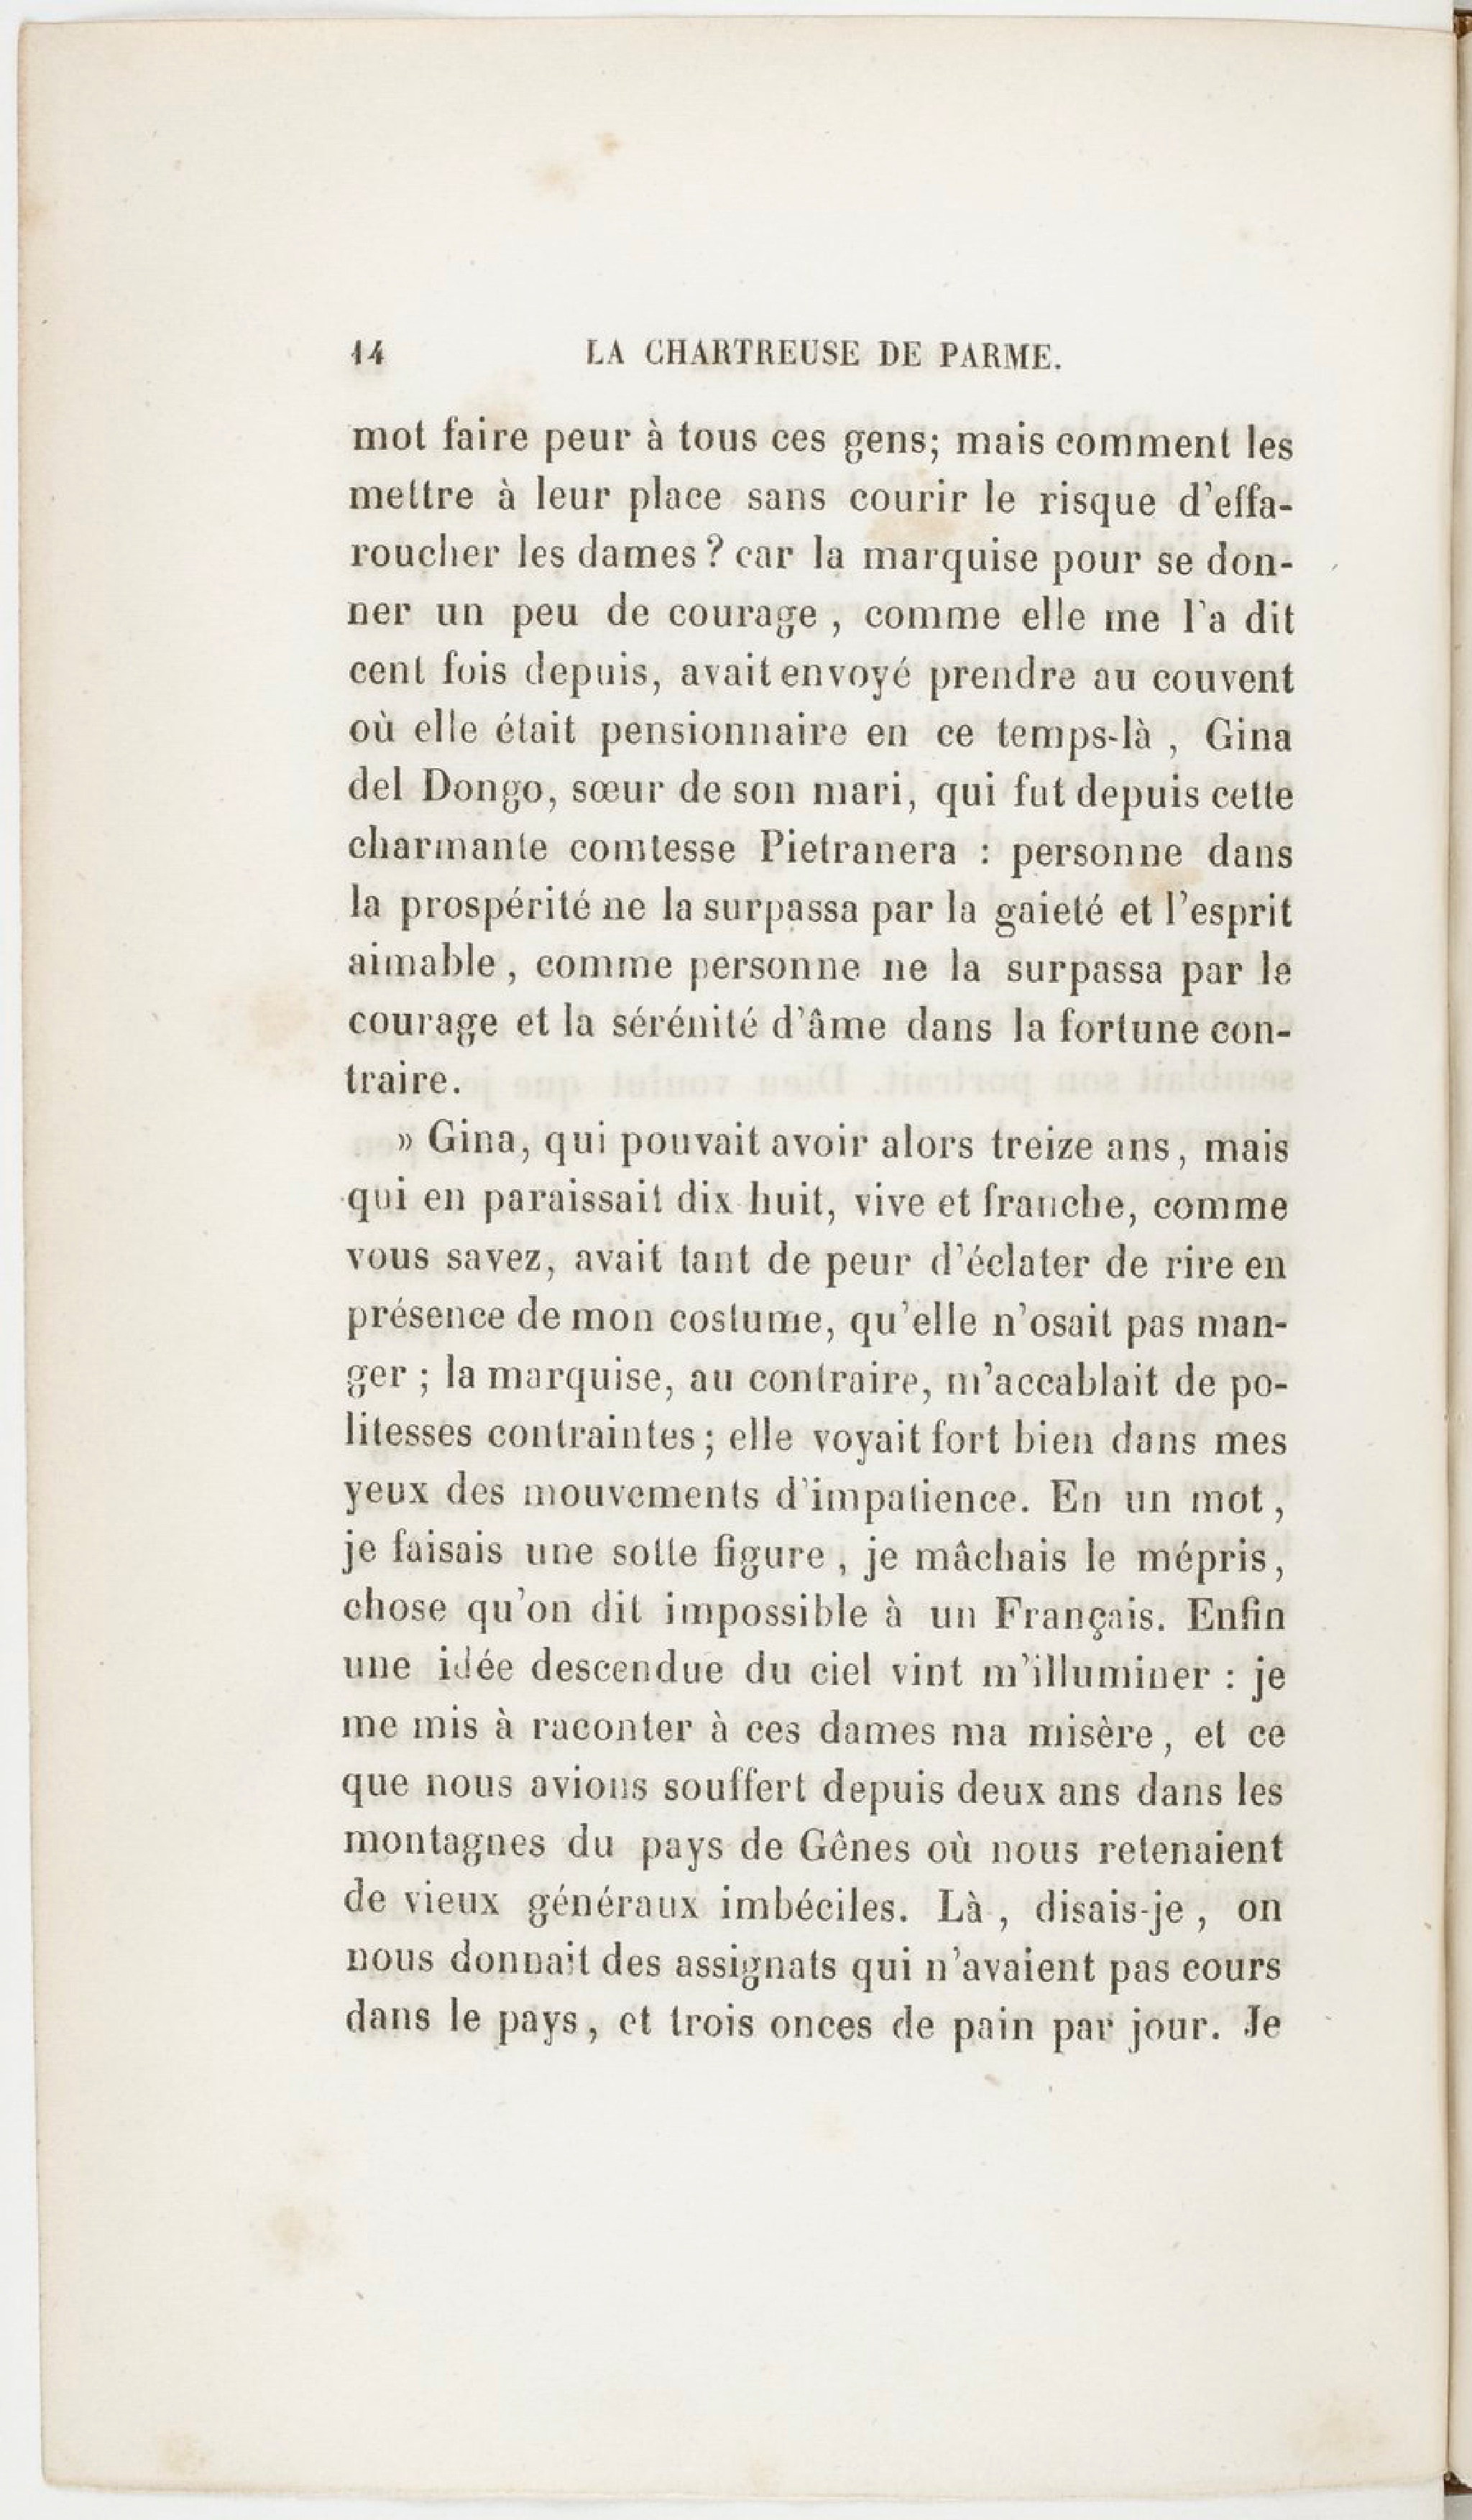 14 LA CHARTREUSE DE PARME.
mot faire peur à tous ces gens; mais comment les
mettre à leur place sans courir le risque d'effa-
roucher les dames ? car la marquise pour se don-
ner un peu de courage , comme elle me l'a dit
cent fois depuis, avait envoyé prendre au couvent
où elle était pensionnaire en ce temps-là , Gina
del Dongo, sœur de son mari, qui fut depuis cette
charmante comtesse Pietranera : personne dans
la prospérité ne la surpassa par la gaieté et l'esprit
aimable , comme personne ne la surpassa par le
courage et la sérénité d'âme dans la fortune con-
traire.
» Gina, qui pouvait avoir alors treize ans, mais
qui en paraissait dix huit, vive et franche, comme
vous savez, avait tant de peur d'éclater de rire en
présence de mon costume, qu'elle n'osait pas man-
ger ; la marquise, au contraire, m'accablait de po-
litesses contraintes ; elle voyait fort bien dans mes
yeux des mouvements d'impatience. En un mot ,
je faisais une sotte figure , je mâchais le mépris ,
chose qu'on dit impossible à un Français. Enfin
une idée descendue du ciel vint m'illuminer : je
me mis à raconter à ces dames ma misère , et ce
que nous avions souffert depuis deux ans dans les
montagnes du pays de Gênes où nous retenaient
de vieux généraux imbéciles. Là , disais-je , on
nous donnait des assignats qui n'avaient pas cours
dans le pays , et trois onces de pain par jour. Je